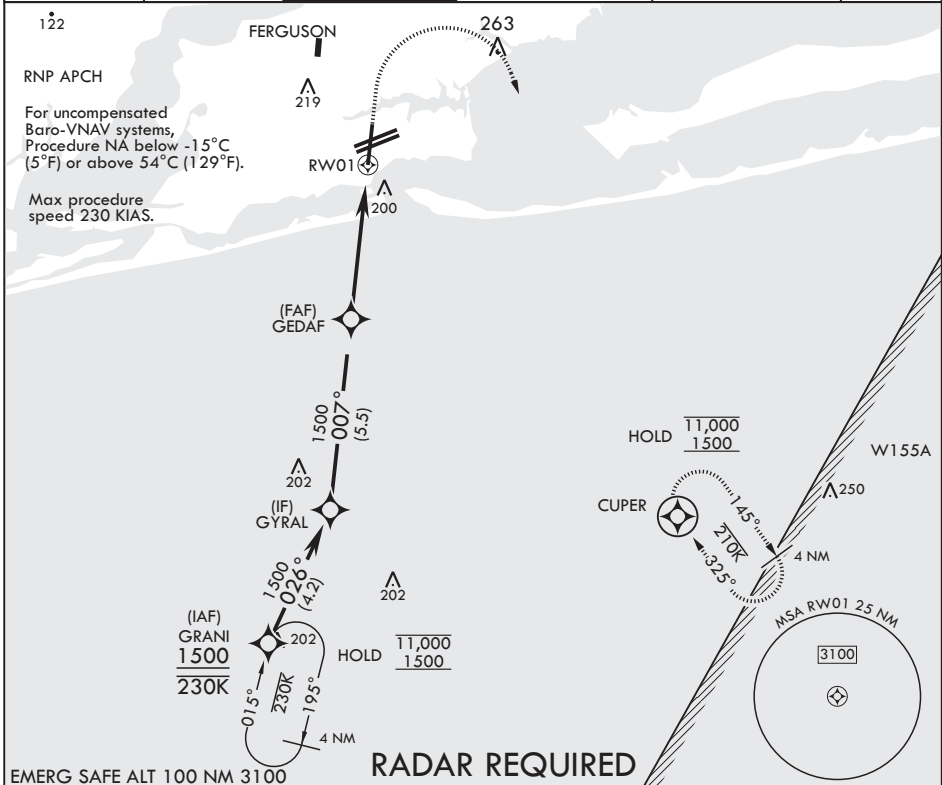 122
FERGUSON
263
RNP APCH
219
For uncompensated
Baro-VNAV systems,
Procedure NA below -15°C
(5°F) or above 54°C (129°F).
RW01
Max procedure
speed 230 KIAS.
200
(FAF)
GEDAF
1500
007°
(5.5)
HOLD 11,000
1500
W155A
202
250
(IF)
GYRAL
CUPER
145°
210K
325°
4 NM
1500
026°
(4.2)
202
MSA RW01 25 NM
3100
(IAF)
GRANI
1500
230K
202
HOLD 11,000
1500
015°
230K
195°
4 NM
RADAR REQUIRED
EMERG SAFE ALT 100 NM 3100